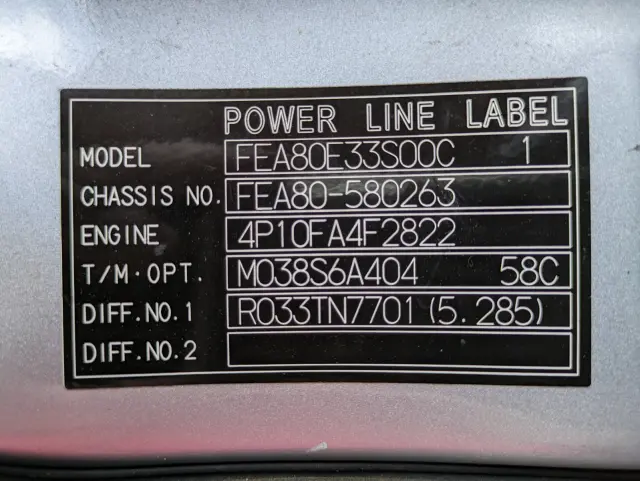 POWER LINE LABEL
MODEL FEA80E33S00C 1
CHASSIS NO. FEA80-580263
ENGINE 4P10FA4F2822
T/M·OPT. M038S6A404 58C
DIFF.NO.1 R033TN7701(5.285)
DIFF.NO.2